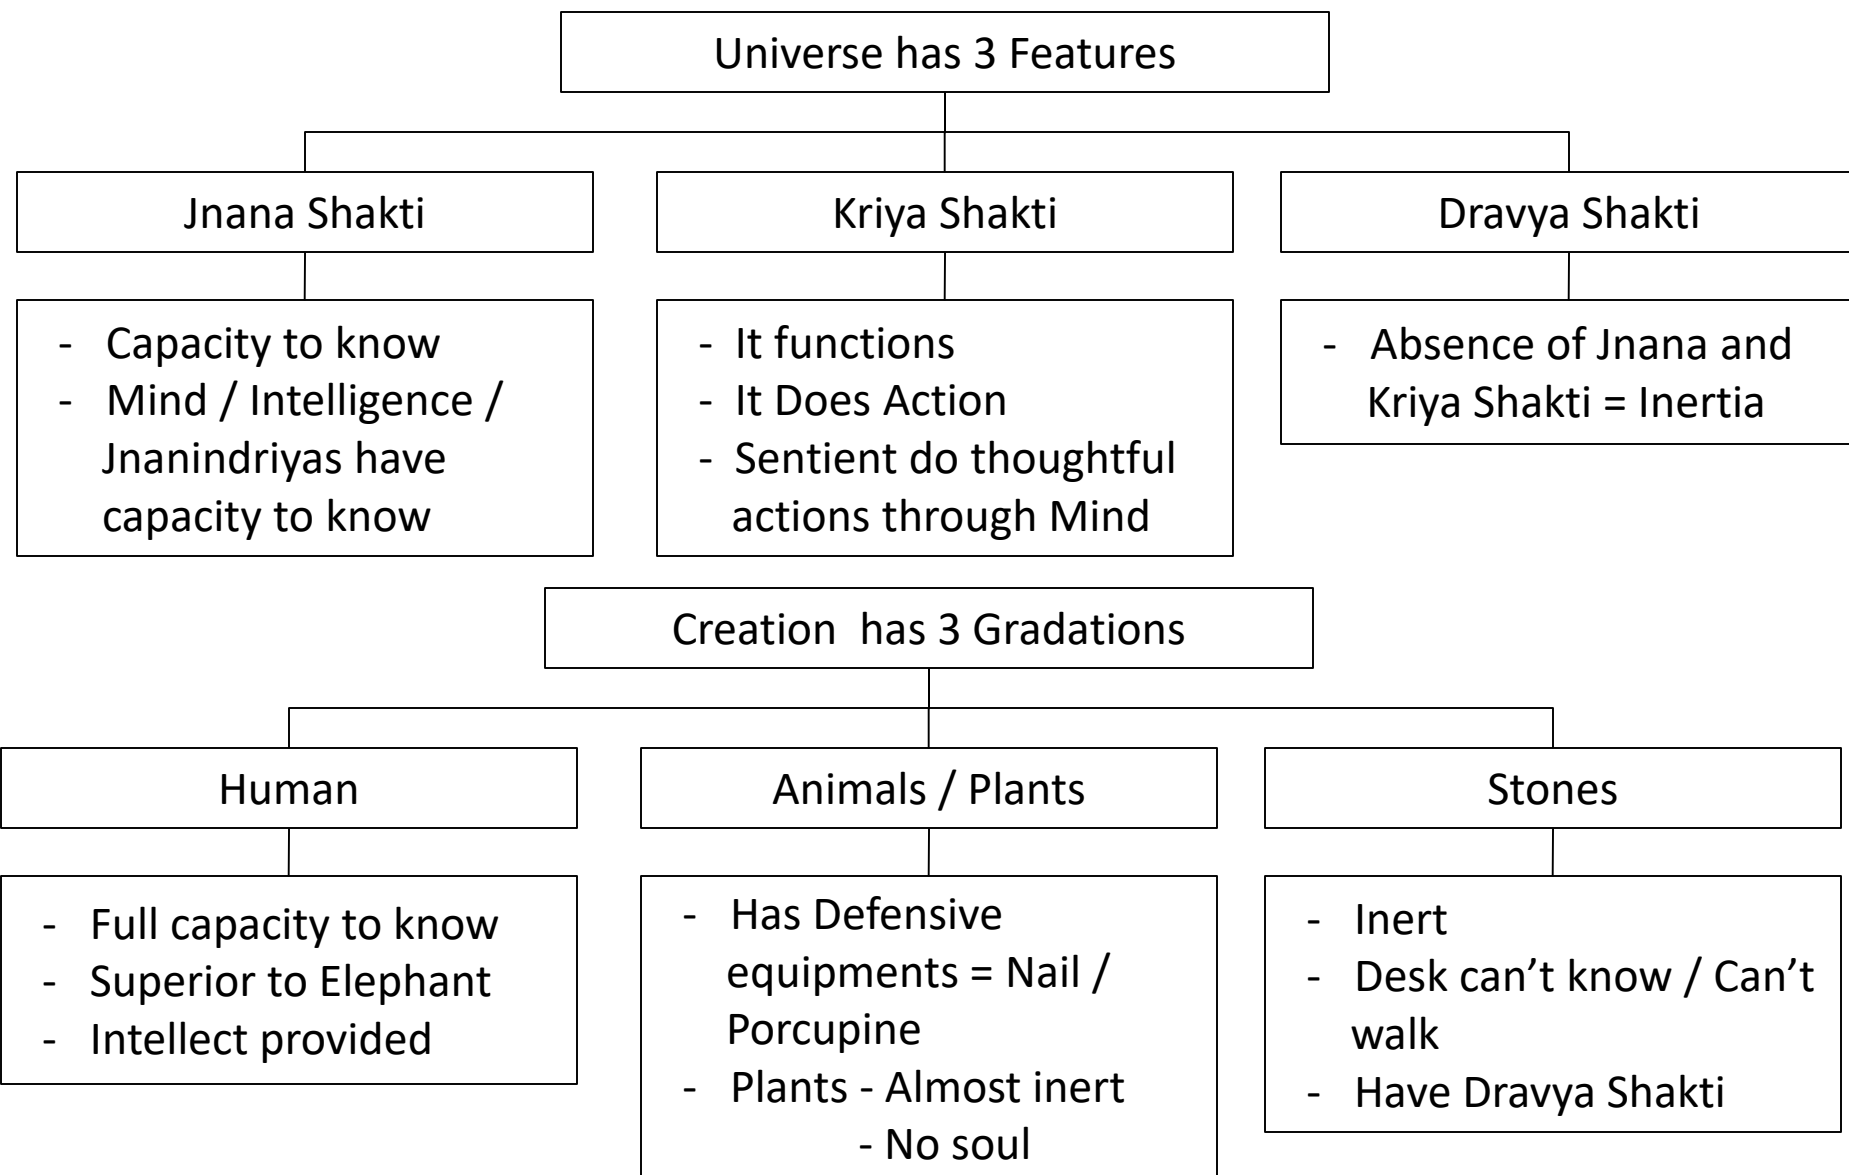 Universe has 3 Features
Jnana Shakti
Kriya Shakti
Dravya Shakti
- Capacity to know
- Mind / Intelligence /
Jnanindriyas have
capacity to know
- It functions
- It Does Action
- Sentient do thoughtful
actions through Mind
- Absence of Jnana and
Kriya Shakti = Inertia
Creation has 3 Gradations
Human
Animals / Plants
Stones
- Full capacity to know
- Superior to Elephant
- Intellect provided
- Has Defensive
equipments = Nail /
Porcupine
- Plants - Almost inert
- No soul
- Inert
- Desk can’t know / Can’t
walk
- Have Dravya Shakti